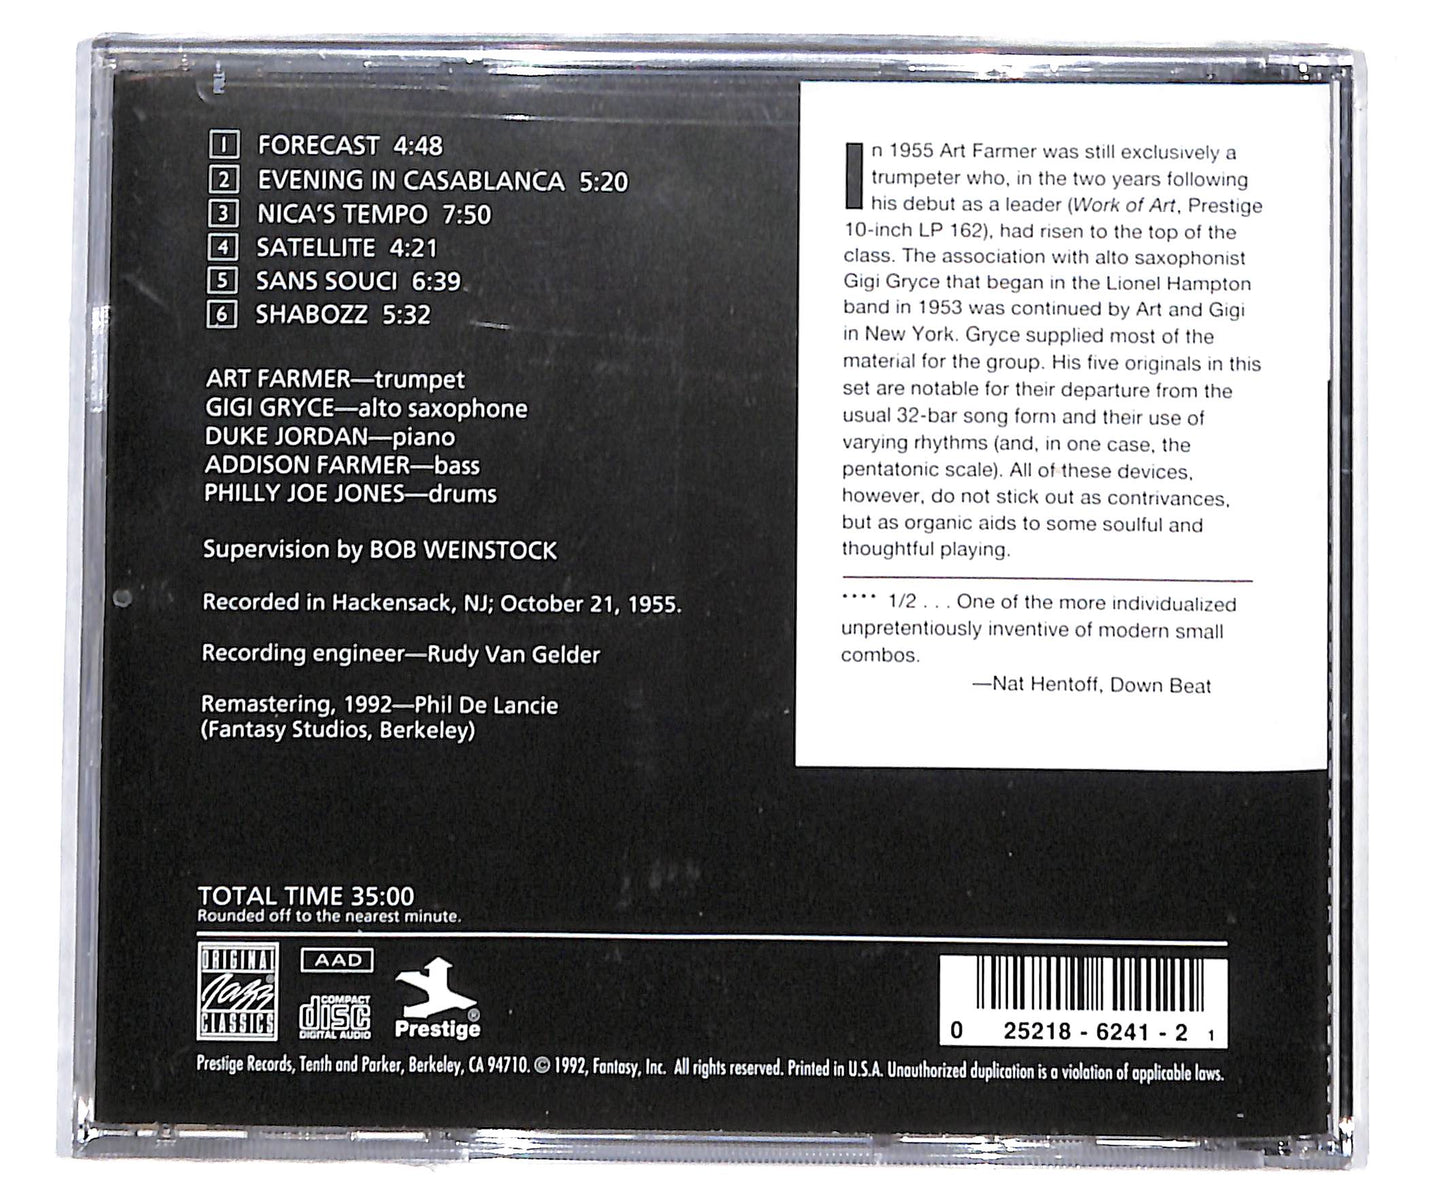 1 FORECAST 4:48
2 EVENING IN CASABLANCA 5:20
3 NICA'S TEMPO 7:50
4 SATELLITE 4:21
5 SANS SOUCI 6:39
6 SHABOZZ 5:32
ART FARMER—trumpet
GIGI GRYCE—alto saxophone
DUKE JORDAN—piano
ADDISON FARMER—bass
PHILLY JOE JONES—drums
Supervision by BOB WEINSTOCK
Recorded in Hackensack, NJ; October 21, 1955.
Recording engineer—Rudy Van Gelder
Remastering, 1992—Phil De Lancie
(Fantasy Studios, Berkeley)
In 1955 Art Farmer was still exclusively a
trumpeter who, in the two years following
his debut as a leader (Work of Art, Prestige
10-inch LP 162), had risen to the top of the
class. The association with alto saxophonist
Gigi Gryce that began in the Lionel Hampton
band in 1953 was continued by Art and Gigi
in New York. Gryce supplied most of the
material for the group. His five originals in this
set are notable for their departure from the
usual 32-bar song form and their use of
varying rhythms (and, in one case, the
pentatonic scale). All of these devices,
however, do not stick out as contrivances,
but as organic aids to some soulful and
thoughtful playing.
**** 1/2 . . . One of the more individualized
unpretentiously inventive of modern small
combos.
—Nat Hentoff, Down Beat
TOTAL TIME 35:00
Rounded off to the nearest minute.
ORIGINAL
Jazz ®
CLASSICS
AAD
COMPACT
disc
DIGITAL AUDIO
Prestige ®
0 25218 - 6241 - 2 1
Prestige Records, Tenth and Parker, Berkeley, CA 94710. © 1992, Fantasy, Inc. All rights reserved. Printed in U.S.A. Unauthorized duplication is a violation of applicable laws.